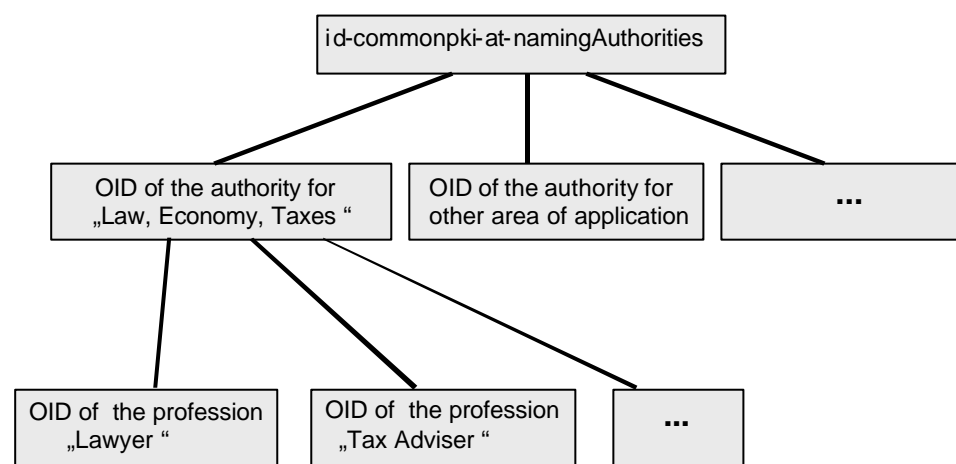 id-commonpki-at-namingAuthorities
OID of the authority for
„Law, Economy, Taxes “
OID of the authority for
other area of application
...
OID of the profession
„Lawyer “
OID of the profession
„Tax Adviser “
...